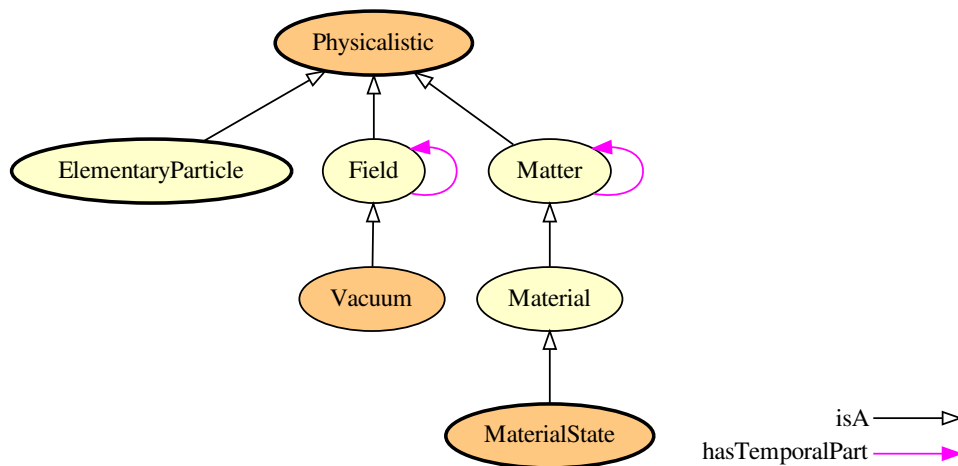 Physicalistic
ElementaryParticle
Field
Matter
Vacuum
Material
MaterialState
isA
hasTemporalPart